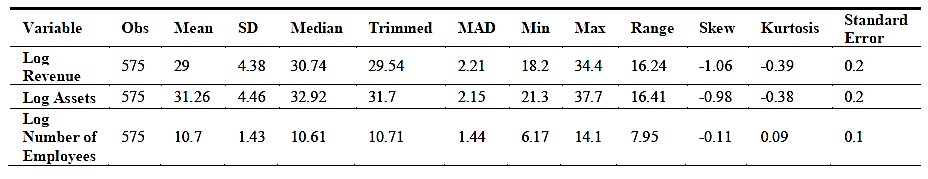 Variable Obs Mean SD Median Trimmed MAD Min Max Range Skew Kurtosis Standard Error
Log Revenue 575 29 4.38 30.74 29.54 2.21 18.2 34.4 16.24 -1.06 -0.39 0.2
Log Assets 575 31.26 4.46 32.92 31.7 2.15 21.3 37.7 16.41 -0.98 -0.38 0.2
Log Number of Employees 575 10.7 1.43 10.61 10.71 1.44 6.17 14.1 7.95 -0.11 0.09 0.1